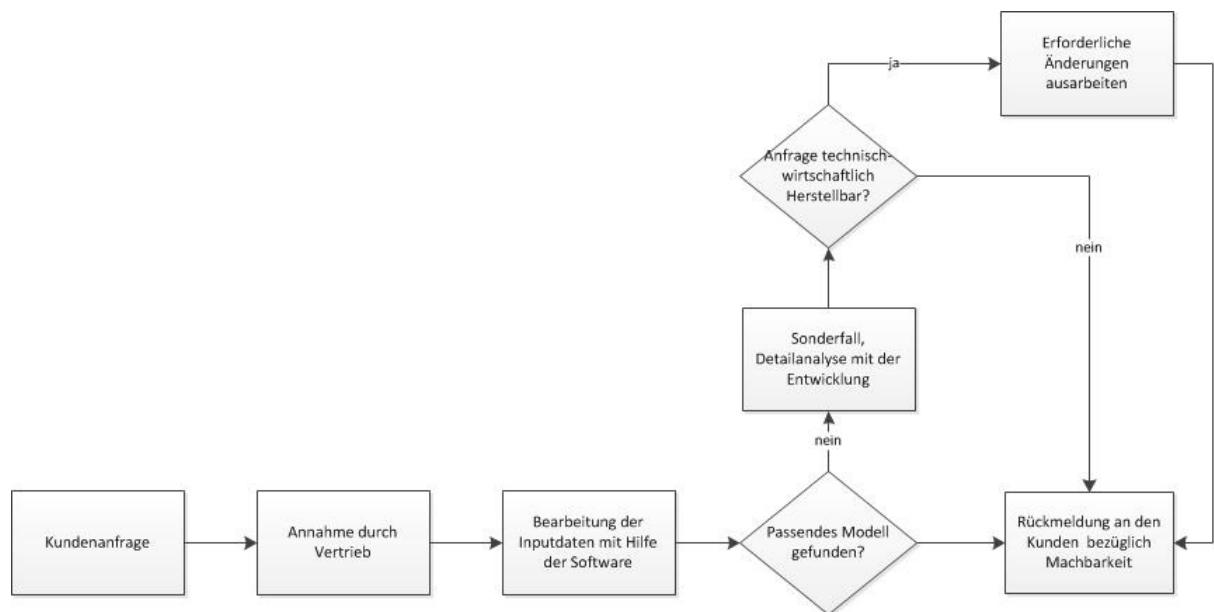 Erforderliche
Änderungen
ausarbeiten
ja
Anfrage technisch-
wirtschaftlich
Herstellbar?
nein
Sonderfall,
Detailanalyse mit der
Entwicklung
nein
Kundenanfrage
Annahme durch
Vertrieb
Bearbeitung der
Inputdaten mit Hilfe
der Software
Passendes Modell
gefunden?
Rückmeldung an den
Kunden bezüglich
Machbarkeit